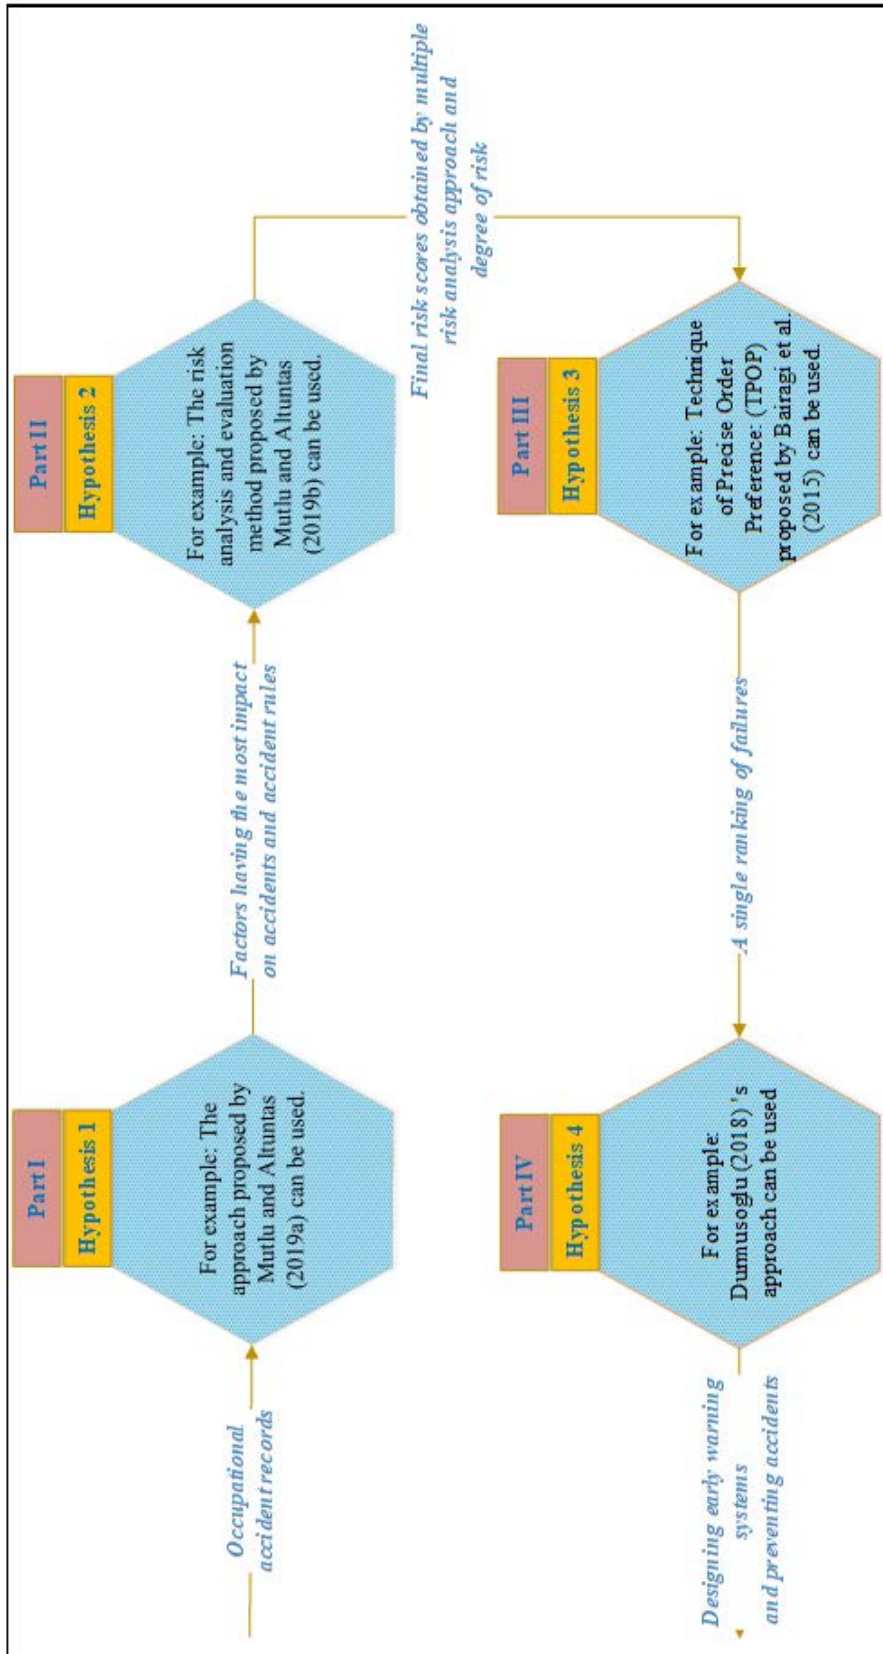 Occupational
accident records
Part I
Hypothesis 1
For example: The
approach proposed by
Mutlu and Altuntas
(2019a) can be used.
Factors having the most impact
on accidents and accident rules
Part II
Hypothesis 2
For example: The risk
analysis and evaluation
method proposed by
Mutlu and Altuntas
(2019b) can be used.
Final risk scores obtained by multiple
risk analysis approach and
degree of risk
Part III
Hypothesis 3
For example: Technique
of Precise Order
Preference: (TPOP)
proposed by Bairagi et al.
(2015) can be used.
A single ranking of failures
Part IV
Hypothesis 4
For example:
Durmusoglu (2018) 's
approach can be used
Designing early warning
systems
and preventing accidents